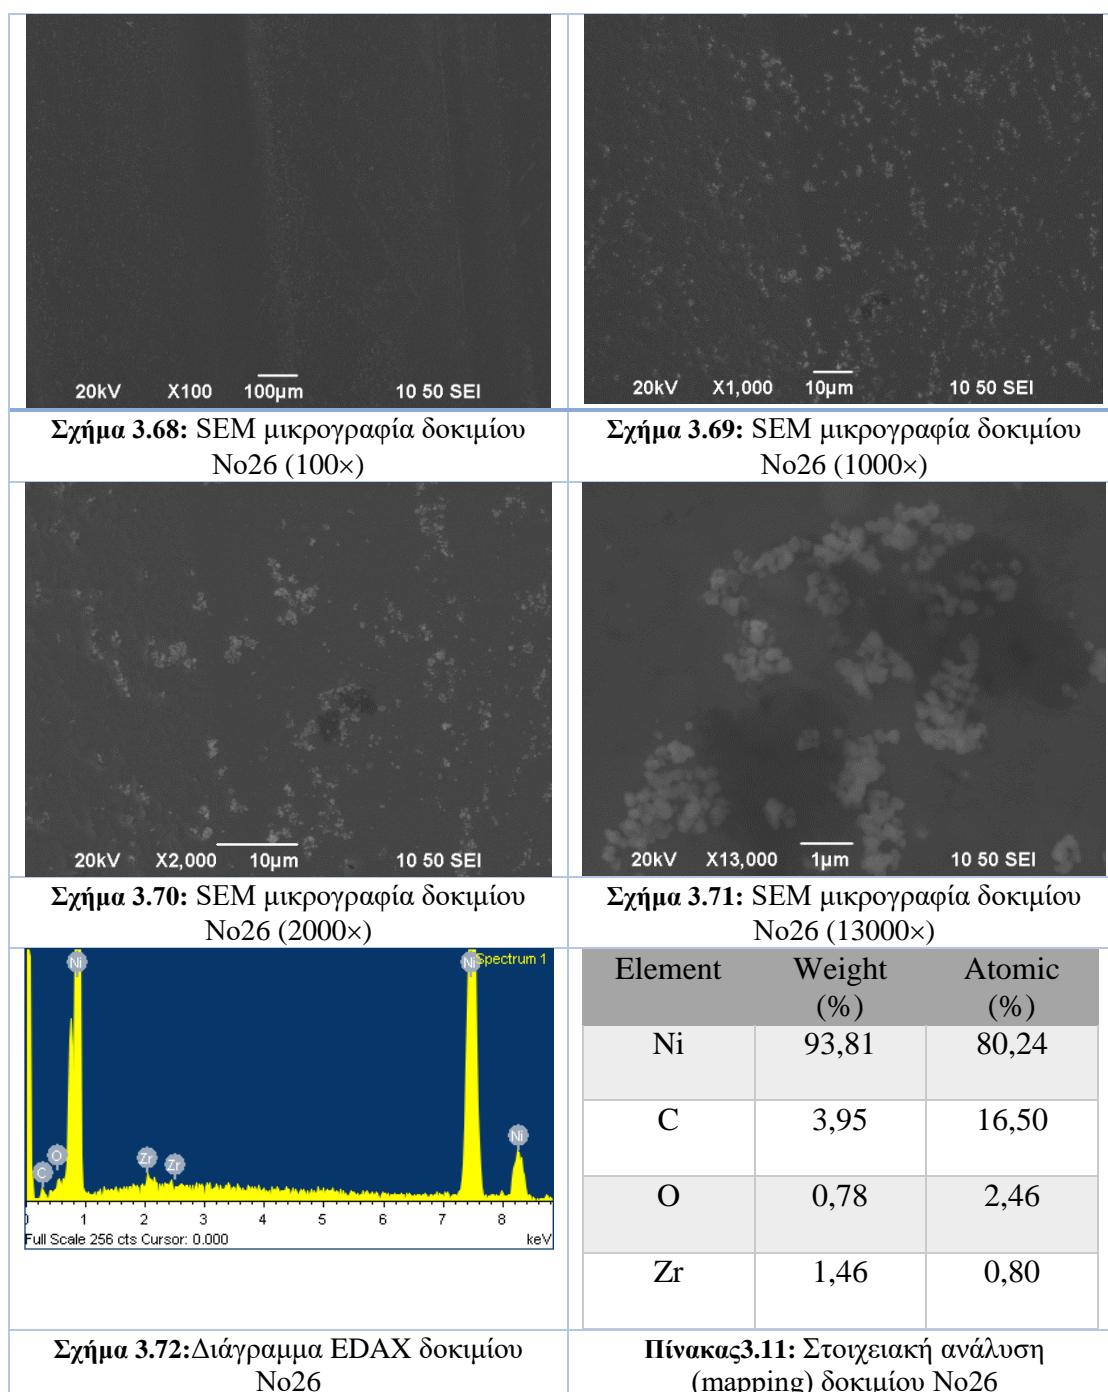 20kV X100 100µm 10 50 SEI
20kV X1,000 10µm 10 50 SEI
Σχήμα 3.68: SEM μικρογραφία δοκιμίου
Νο26 (100×)
Σχήμα 3.69: SEM μικρογραφία δοκιμίου
Νο26 (1000×)
20kV X2,000 10µm 10 50 SEI
20kV X13,000 1µm 10 50 SEI
Σχήμα 3.70: SEM μικρογραφία δοκιμίου
Νο26 (2000×)
Σχήμα 3.71: SEM μικρογραφία δοκιμίου
Νο26 (13000×)
Spectrum 1
Ni Ni
Ni
C O Zr Zr
0 1 2 3 4 5 6 7 8
Full Scale 256 cts Cursor: 0.000 keV
Element Weight (%) Atomic (%)
Ni 93,81 80,24
C 3,95 16,50
O 0,78 2,46
Zr 1,46 0,80
Σχήμα 3.72:Διάγραμμα EDAX δοκιμίου
Νο26
Πίνακας3.11: Στοιχειακή ανάλυση
(mapping) δοκιμίου Νο26